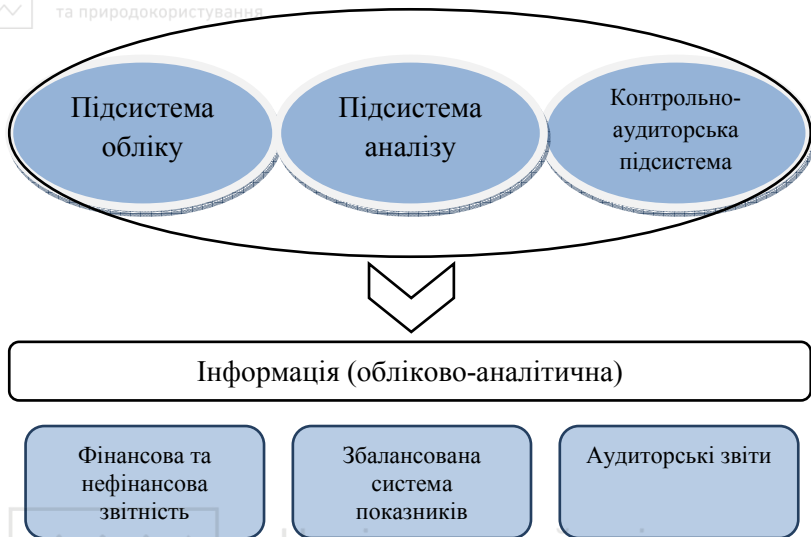 та природокористування
Підсистема
обліку
Підсистема
аналізу
Контрольно-
аудиторська
підсистема
Інформація (обліково-аналітична)
Фінансова та
нефінансова
звітність
Збалансована
система
показників
Аудиторські звіти